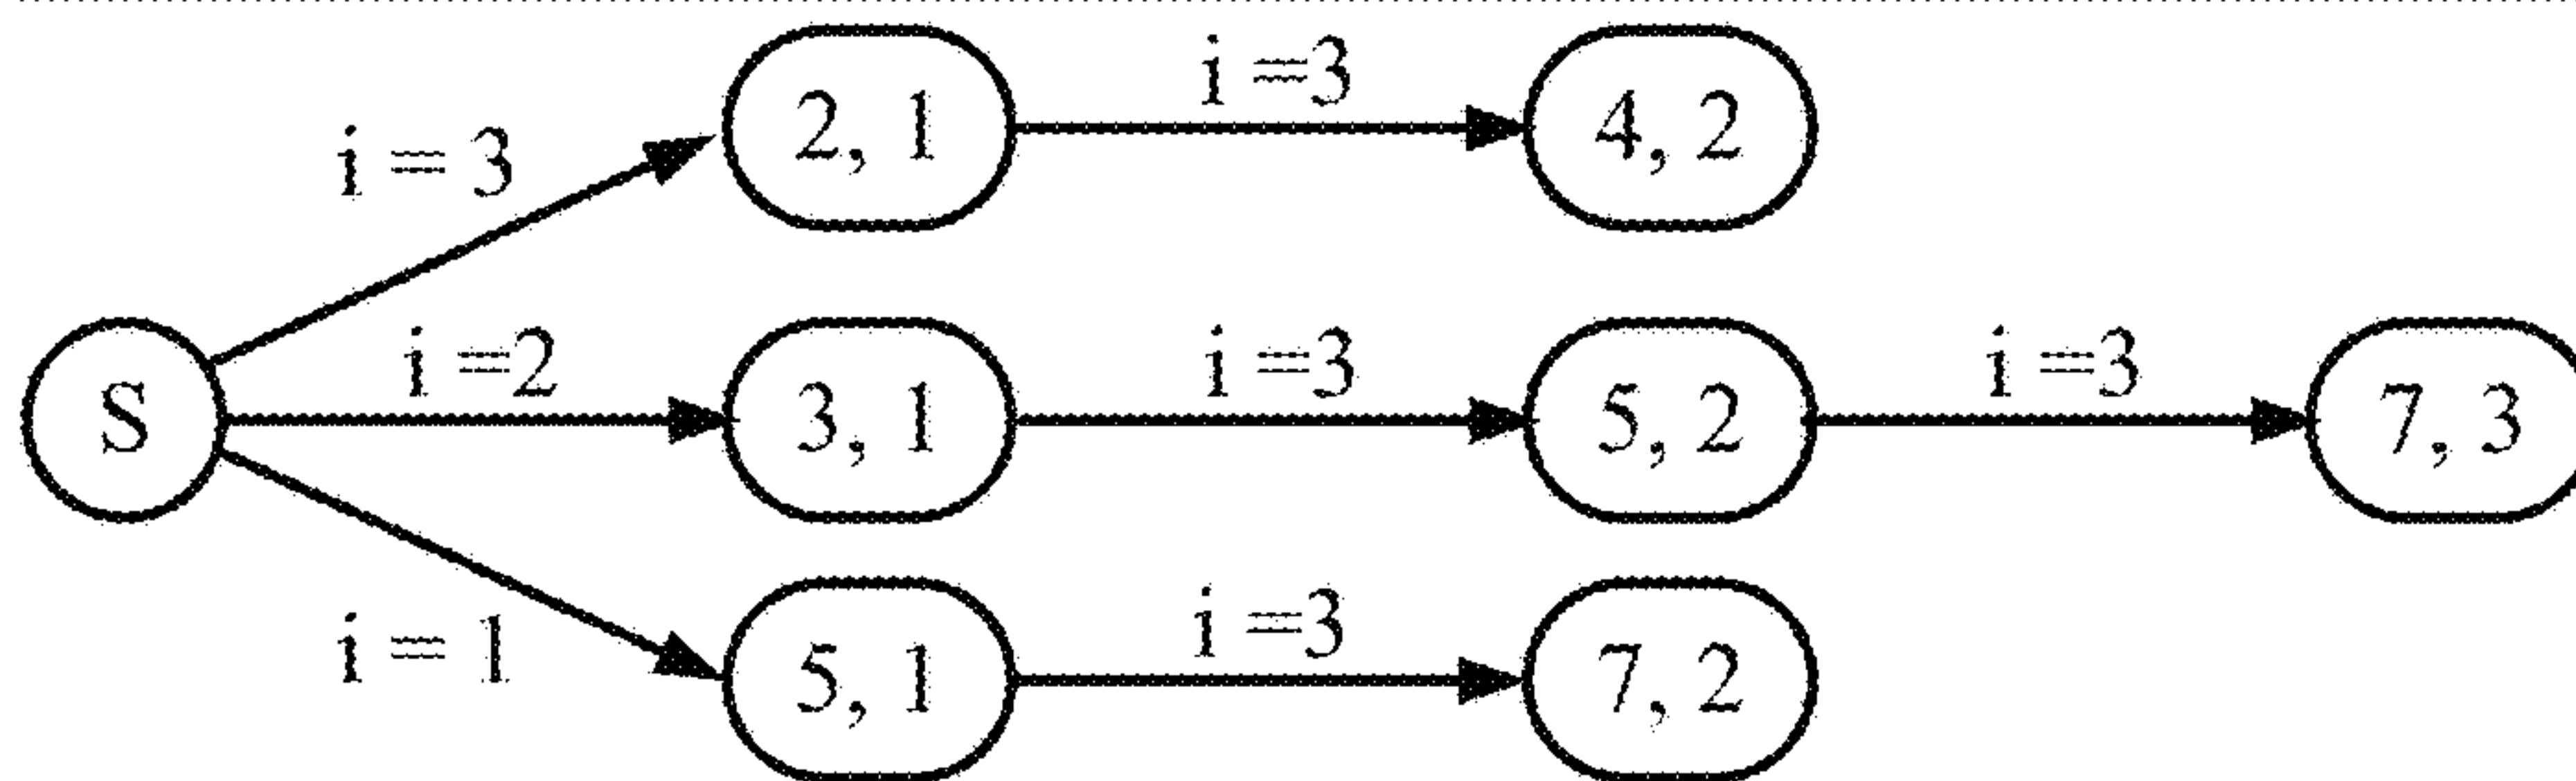 i = 3
2, 1
i =3
4, 2
S
i =2
3, 1
i =3
5, 2
i =3
7, 3
i = 1
5, 1
i =3
7, 2